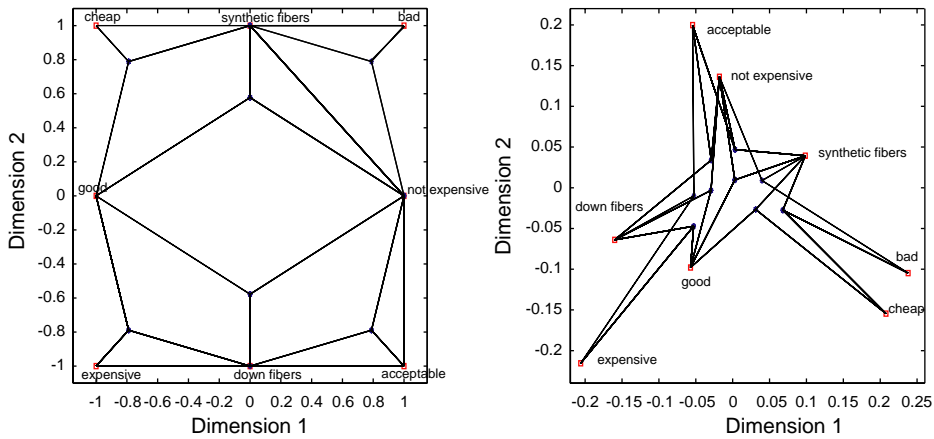 cheap synthetic fibers bad
1
0.8
0.6
0.4
0.2
0
-0.2
-0.4
-0.6
-0.8
-1
good
not expensive
expensive down fibers acceptable
-1 -0.8 -0.6 -0.4 -0.2 0 0.2 0.4 0.6 0.8 1
Dimension 1
Dimension 2
0.2
0.15
0.1
0.05
0
-0.05
-0.1
-0.15
-0.2
acceptable
not expensive
synthetic fibers
down fibers
good
bad
cheap
expensive
-0.2 -0.15 -0.1 -0.05 0 0.05 0.1 0.15 0.2 0.25
Dimension 1
Dimension 2